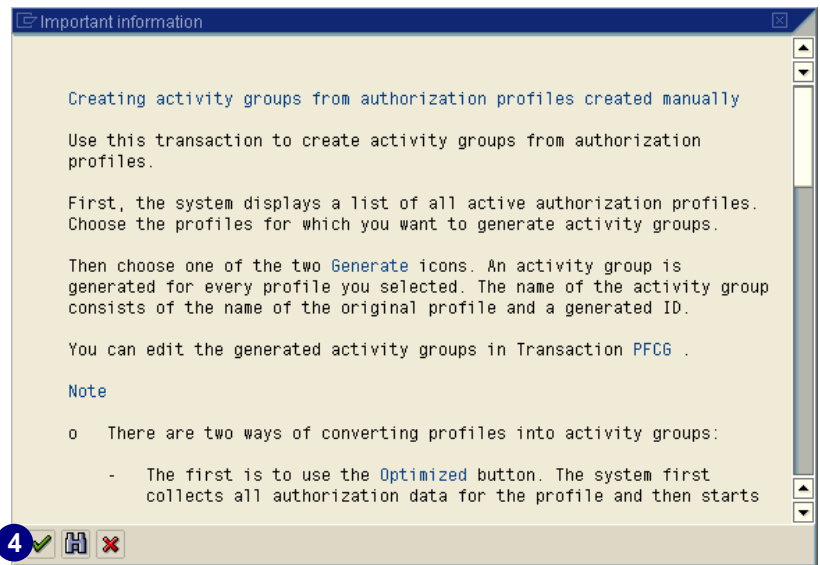 Important information
Creating activity groups from authorization profiles created manually
Use this transaction to create activity groups from authorization
profiles.
First, the system displays a list of all active authorization profiles.
Choose the profiles for which you want to generate activity groups.
Then choose one of the two Generate icons. An activity group is
generated for every profile you selected. The name of the activity group
consists of the name of the original profile and a generated ID.
You can edit the generated activity groups in Transaction PFCG .
Note
o There are two ways of converting profiles into activity groups:
- The first is to use the Optimized button. The system first
collects all authorization data for the profile and then starts
4